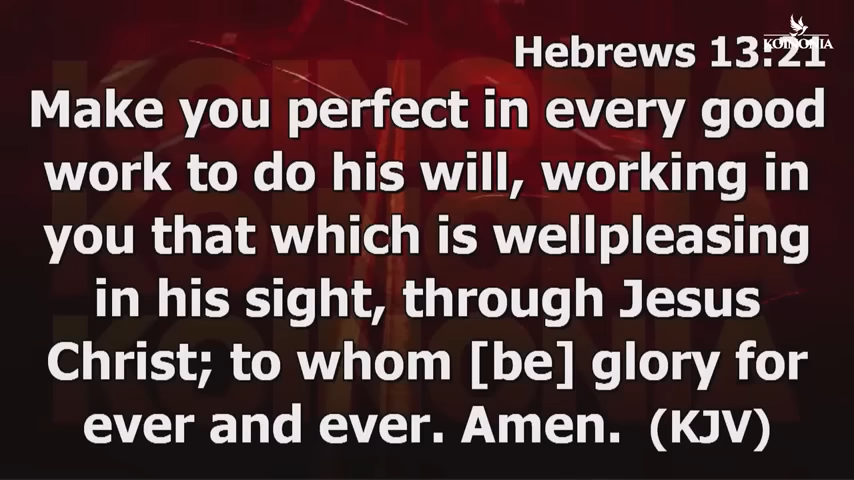 KOINONIA
Hebrews 13:21
Make you perfect in every good
work to do his will, working in
you that which is wellpleasing
in his sight, through Jesus
Christ; to whom [be] glory for
ever and ever. Amen. (KJV)